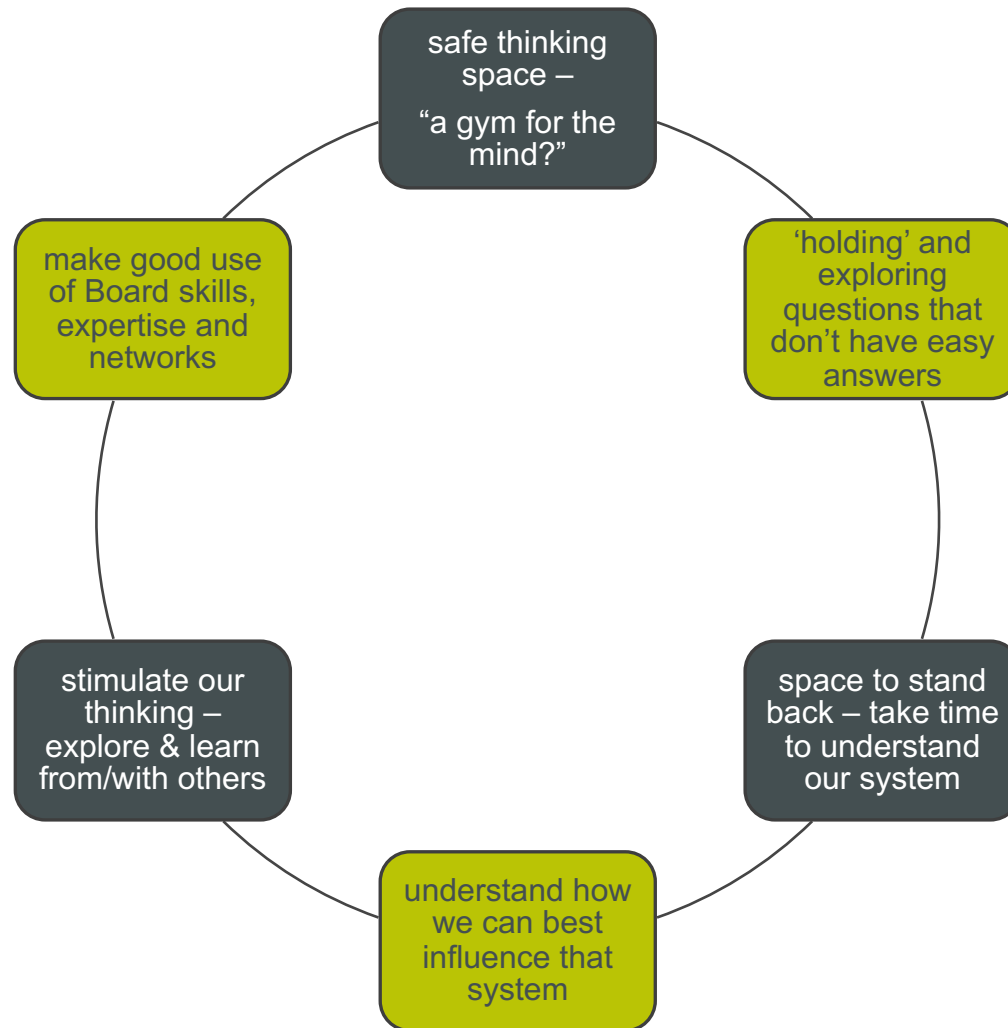 safe thinking
space –
“a gym for the
mind?”
‘holding’ and
exploring
questions that
don’t have easy
answers
space to stand
back – take time
to understand
our system
understand how
we can best
influence that
system
stimulate our
thinking –
explore & learn
from/with others
make good use
of Board skills,
expertise and
networks